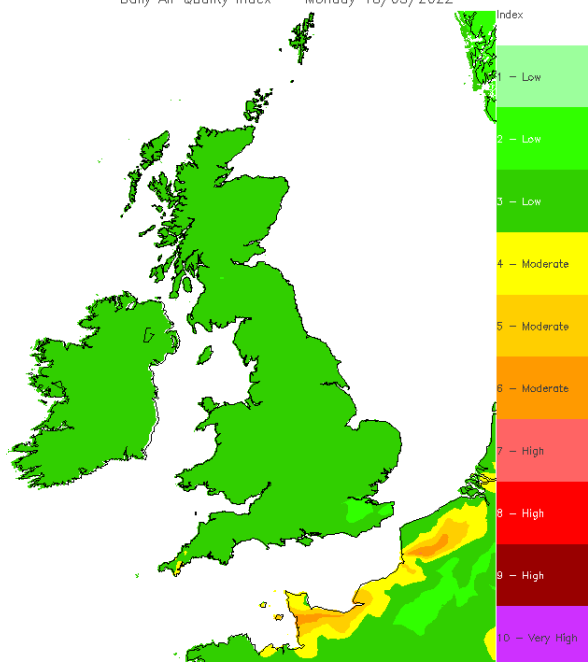 Daily Air Quality Index
Index
1 - Low
2 - Low
3 - Low
4 - Moderate
5 - Moderate
6 - Moderate
7 - High
8 - High
9 - High
10 - Very High